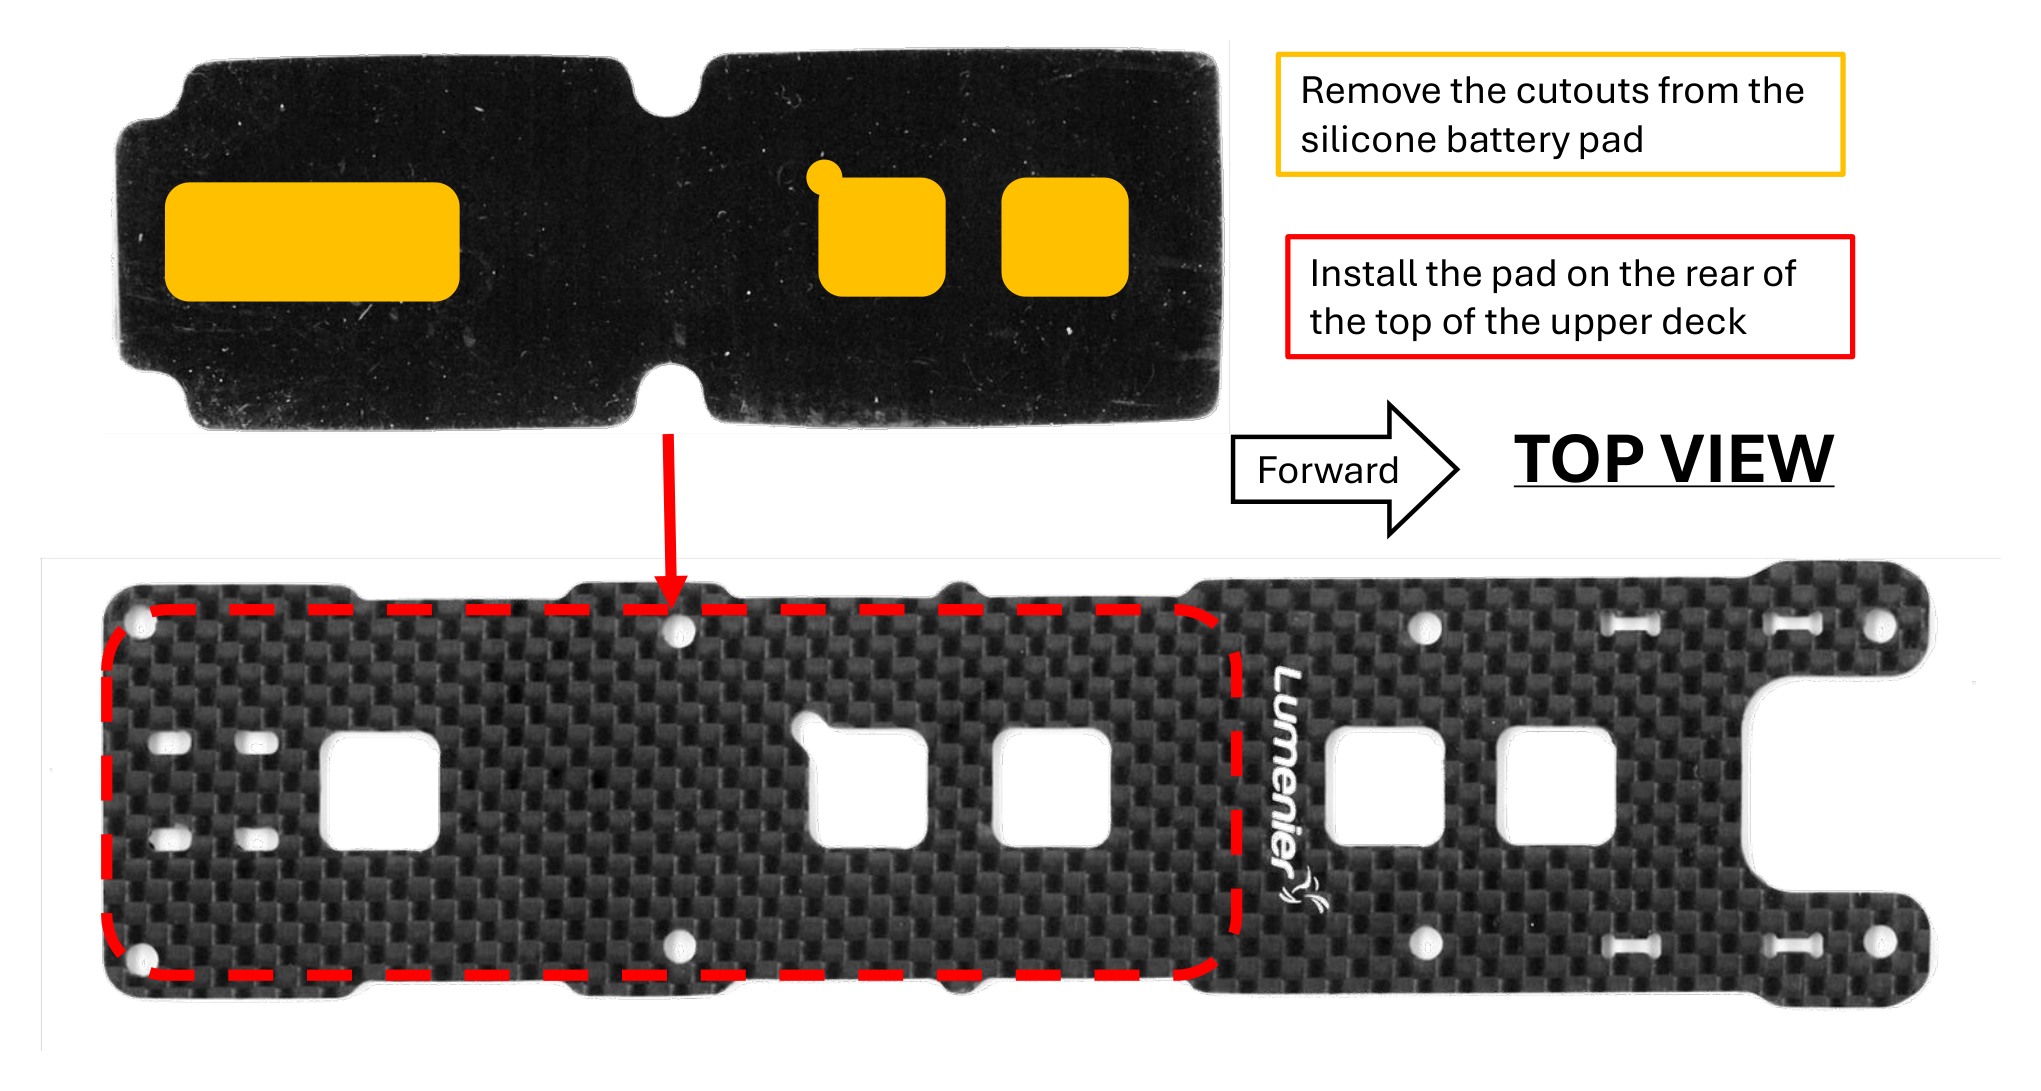 Remove the cutouts from the
silicone battery pad
Install the pad on the rear of
the top of the upper deck
Forward
TOP VIEW
Lumenier